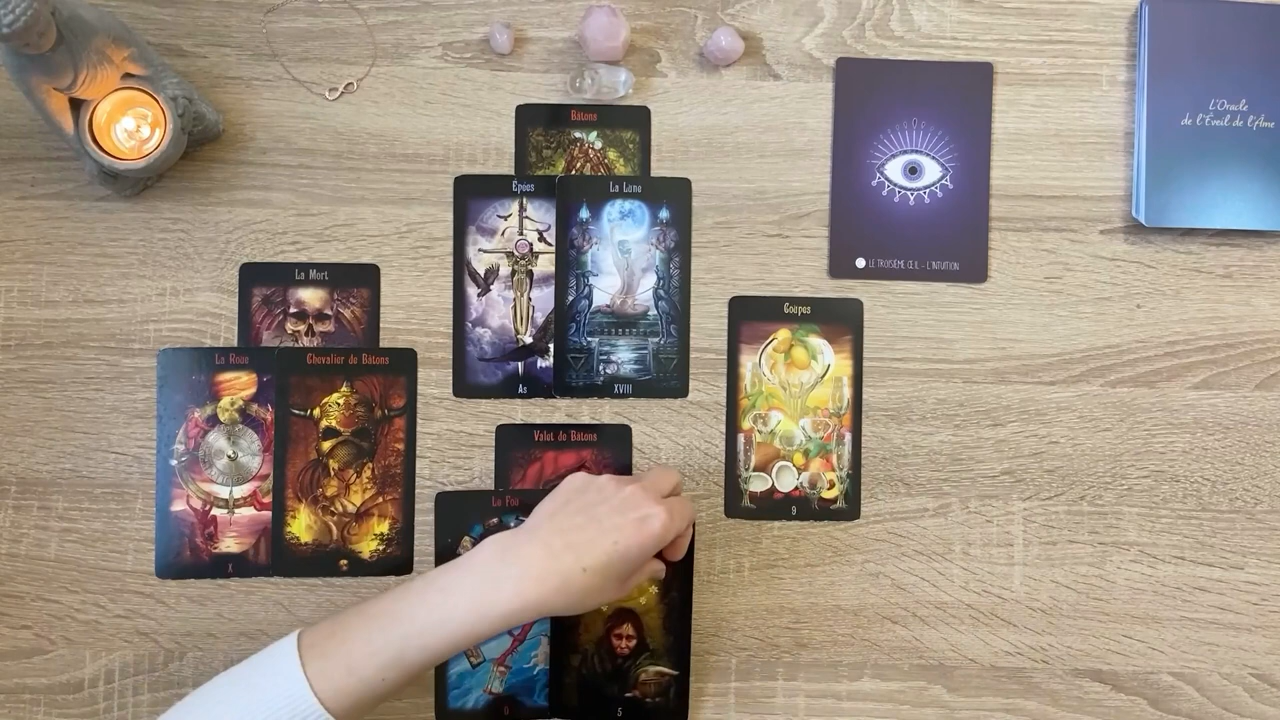 L'Oracle
de l'Éveil de l'Âme
Bâtons
Épées
La Lune
As
XVIII
LE TROISIÈME ŒIL - L'INTUITION
La Mort
La Roue
Chevalier de Bâtons
X
Coupes
9
Valet de Bâtons
Le Fou
0
5